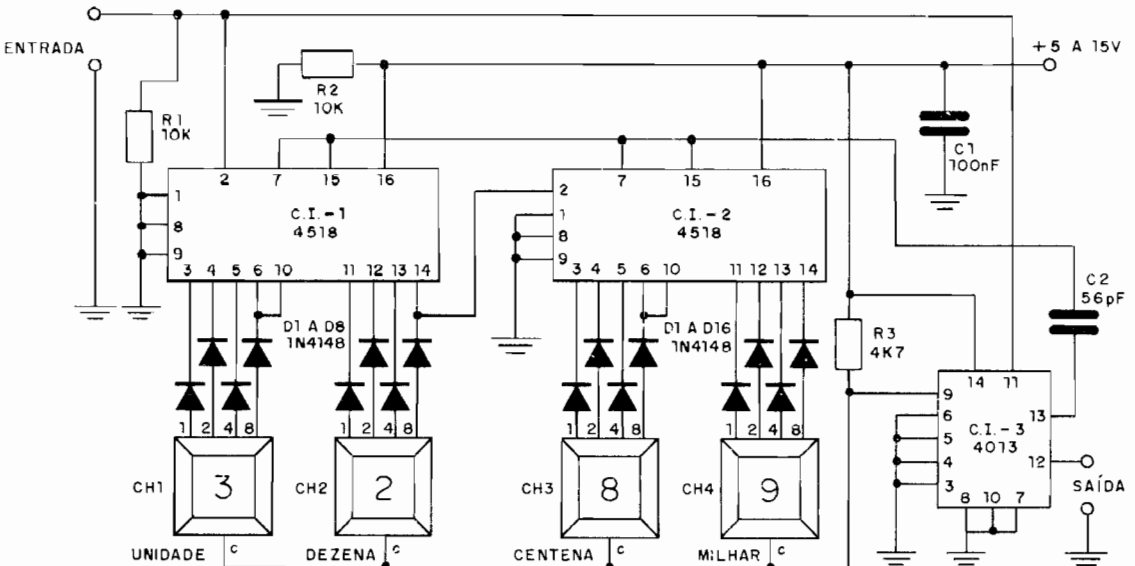 ENTRADA
+5 A 15V
R2
10K
R1
10K
C1
100nF
2 7 15 16
7 15 16
1
8
9
C.I.-1
4518
2
1
8
9
C.I.-2
4518
3 4 5 6 10 11 12 13 14
3 4 5 6 10 11 12 13 14
C2
56pF
D1 A D8
1N4148
D1 A D16
1N4148
R3
4K7
14 11
9
6
5
4
3
C.I.-3
4013
13
12
8 10 7
SAÍDA
1 2 4 8
1 2 4 8
1 2 4 8
1 2 4 8
CH1
3
CH2
2
CH3
8
CH4
9
UNIDADE
C
DEZENA
C
CENTENA
C
MILHAR
C